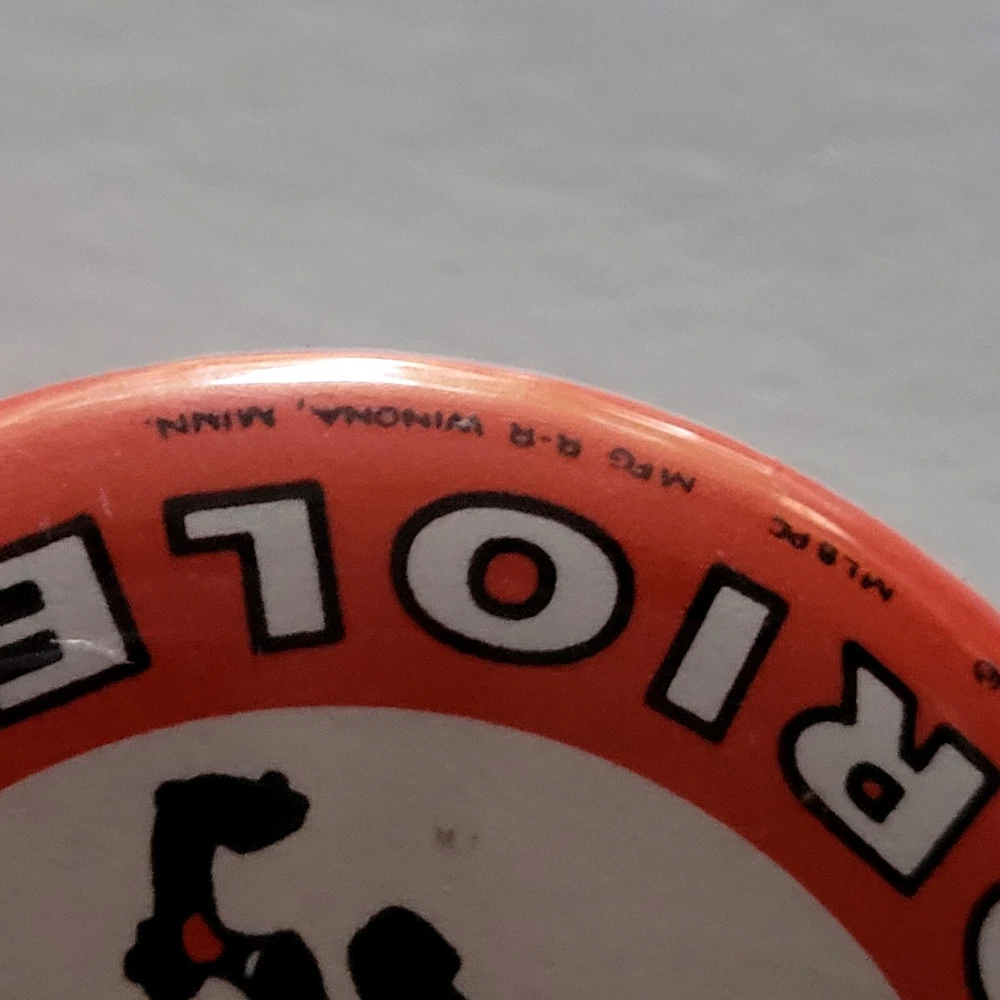 RIOLE
® MLBPC MFG R-R WINONA, MINN.